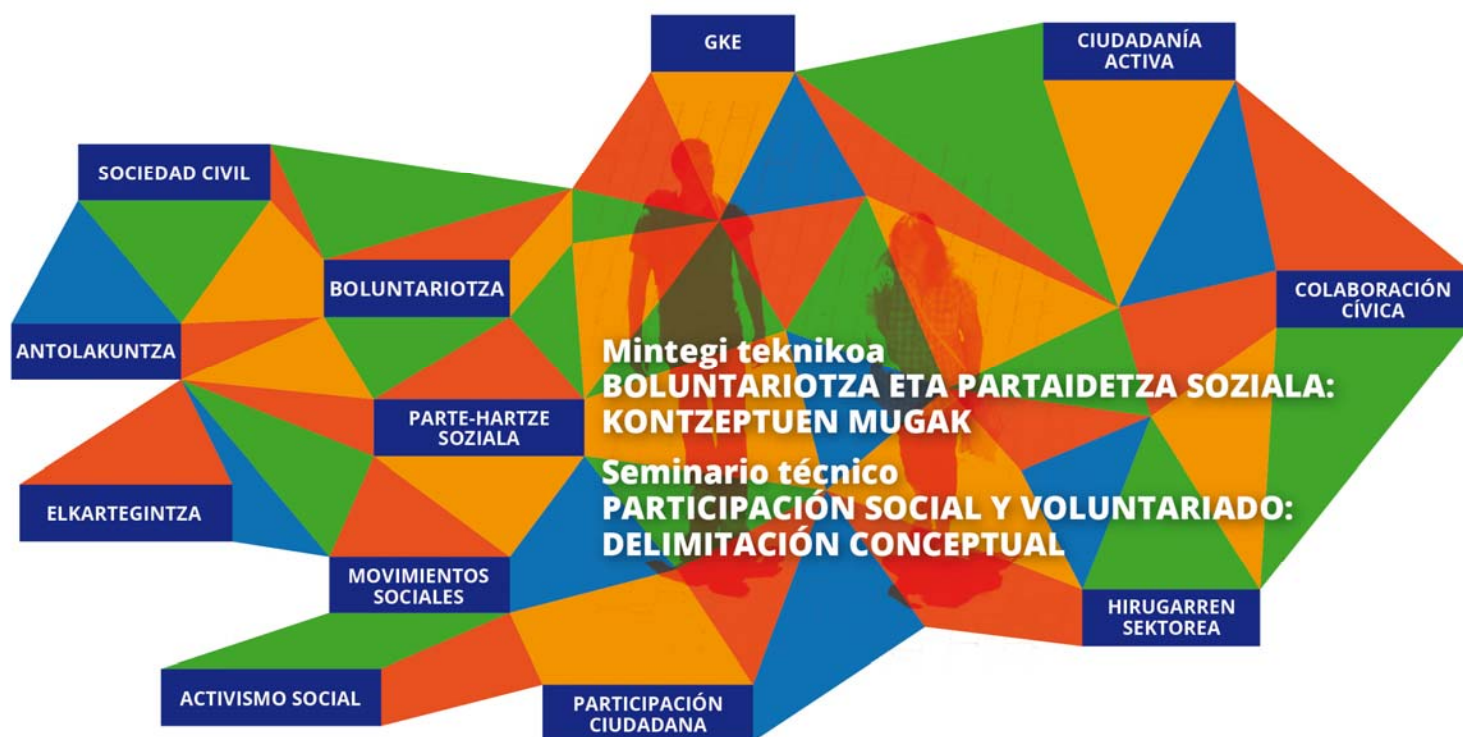 GKE
CIUDADANÍA
ACTIVA
SOCIEDAD CIVIL
BOLUNTARIOTZA
COLABORACIÓN
CÍVICA
ANTOLAKUNTZA
Mintegi teknikoa
BOLUNTARIOTZA ETA PARTAIDETZA SOZIALA:
KONTZEPTUEN MUGAK
PARTE-HARTZE
SOZIALA
Seminario técnico
PARTICIPACIÓN SOCIAL Y VOLUNTARIADO:
DELIMITACIÓN CONCEPTUAL
ELKARTEGINTZA
MOVIMIENTOS
SOCIALES
HIRUGARREN
SEKTOREA
ACTIVISMO SOCIAL
PARTICIPACIÓN
CIUDADANA